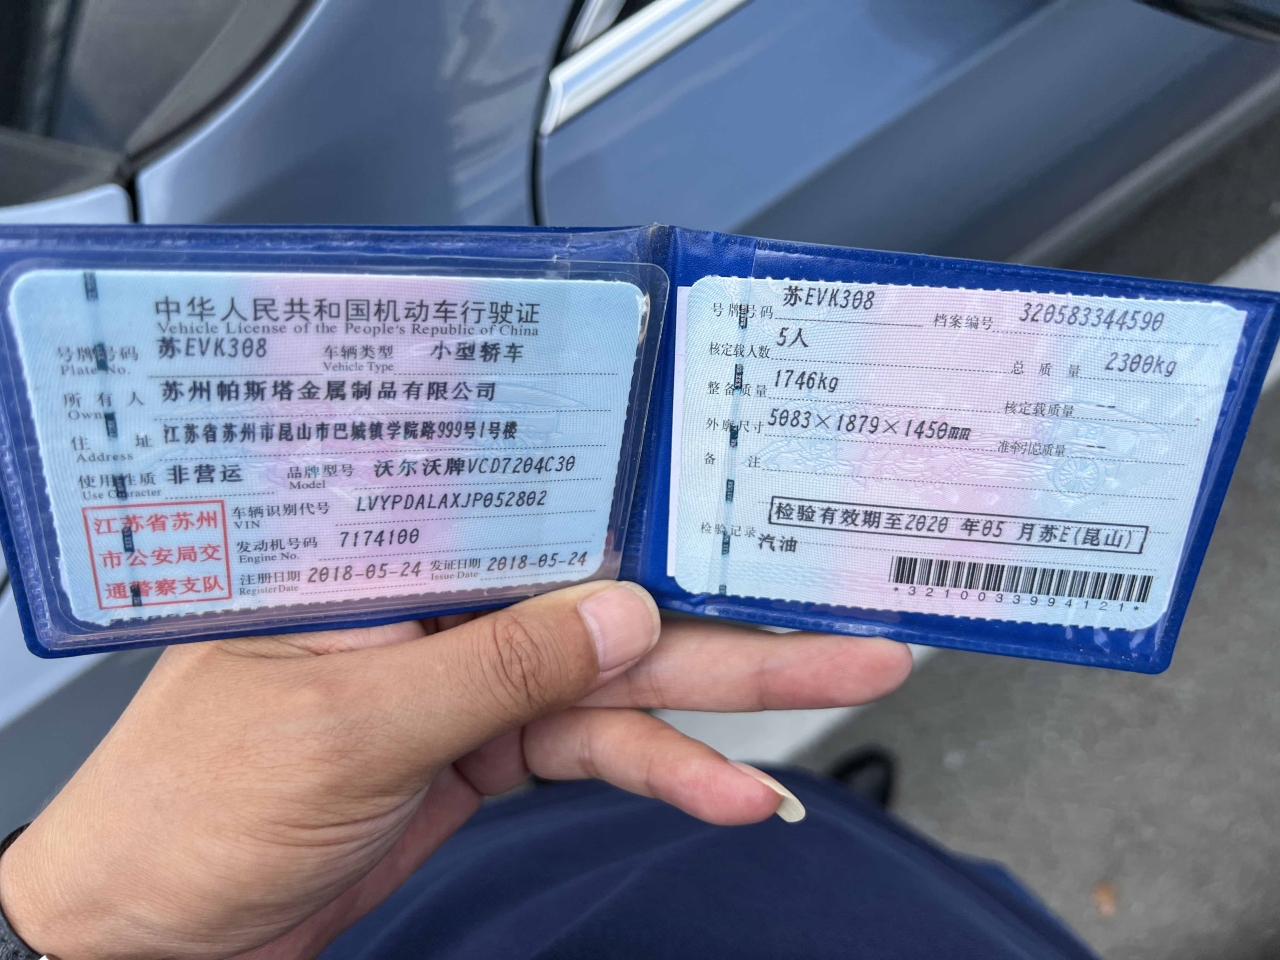 中华人民共和国机动车行驶证
Vehicle License of the People's Republic of China
号牌号码 苏EVK308 车辆类型 小型轿车
Plate No. Vehicle Type
所有人 苏州帕斯塔金属制品有限公司
Owner
住址 江苏省苏州市昆山市巴城镇学院路999号1号楼
Address
使用性质 非营运 品牌型号 沃尔沃牌VCD7204C30
Use Character Model
江苏省苏州
市公安局交
通警察支队
车辆识别代号 LVYPDALAXJP052802
VIN
发动机号码 7174100
Engine No.
注册日期 2018-05-24 发证日期 2018-05-24
Register Date Issue Date
号牌号码 苏EVK308 档案编号 320583344590
核定载人数 5人 总质量 2300kg
整备质量 1746kg 核定载质量 --
外廓尺寸 5083×1879×1450mm 准牵引总质量 --
备注
检验记录 检验有效期至2020 年05 月苏E(昆山)
汽油
*3210033994121*